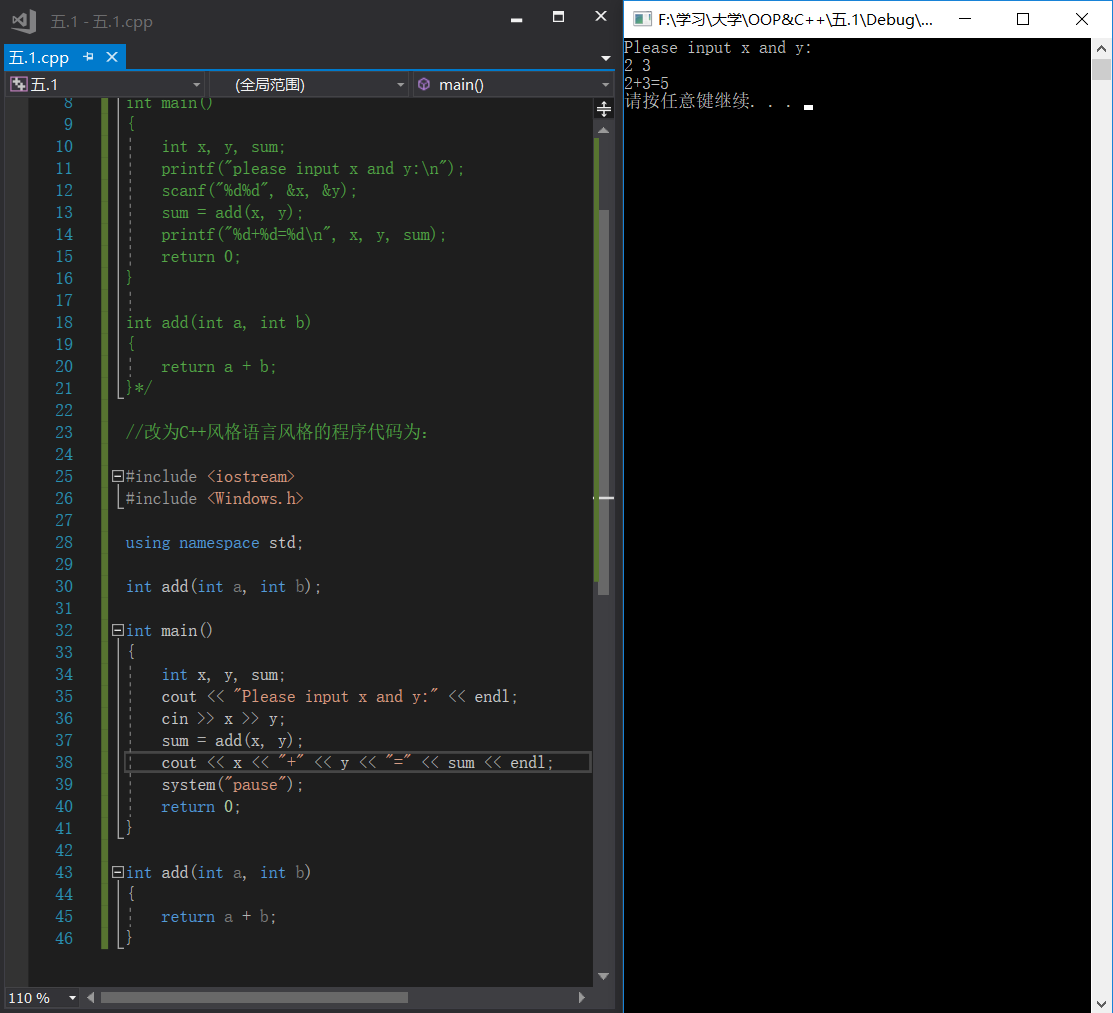 五.1 - 五.1.cpp
五.1.cpp
五.1 (全局范围) main()
8 int main()
9 {
10 int x, y, sum;
11 printf("please input x and y:\n");
12 scanf("%d%d", &x, &y);
13 sum = add(x, y);
14 printf("%d+%d=%d\n", x, y, sum);
15 return 0;
16 }
17
18 int add(int a, int b)
19 {
20 return a + b;
21 }*/
22
23 //改为C++风格语言风格的程序代码为:
24
25 #include <iostream>
26 #include <Windows.h>
27
28 using namespace std;
29
30 int add(int a, int b);
31
32 int main()
33 {
34 int x, y, sum;
35 cout << "Please input x and y:" << endl;
36 cin >> x >> y;
37 sum = add(x, y);
38 cout << x << "+" << y << "=" << sum << endl;
39 system("pause");
40 return 0;
41 }
42
43 int add(int a, int b)
44 {
45 return a + b;
46 }
110 %
F:\学习\大学\OOP&C++\五.1\Debug\...
Please input x and y:
2 3
2+3=5
请按任意键继续. . .